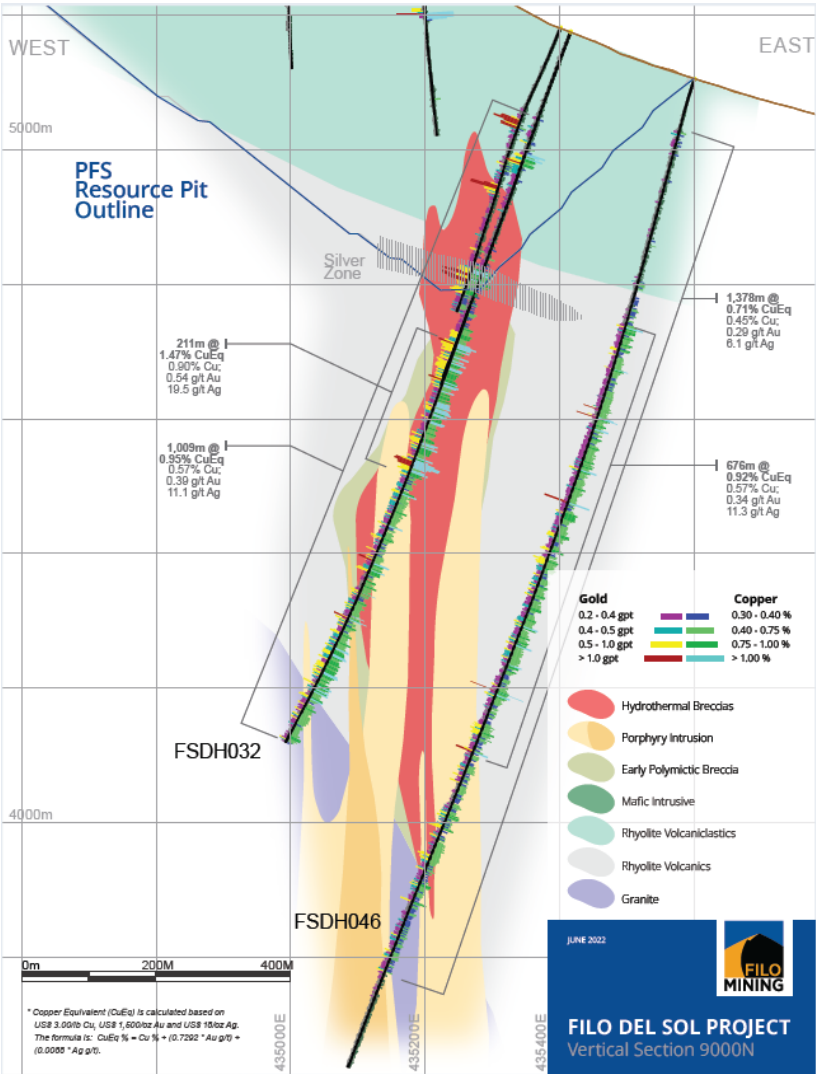 WEST
EAST
5000m
PFS
Resource Pit
Outline
Silver
Zone
1,378m @
0.71% CuEq
0.45% Cu;
0.29 g/t Au
6.1 g/t Ag
211m @
1.47% CuEq
0.90% Cu;
0.54 g/t Au
19.5 g/t Ag
1,009m @
0.95% CuEq
0.57% Cu;
0.39 g/t Au
11.1 g/t Ag
676m @
0.92% CuEq
0.57% Cu;
0.34 g/t Au
11.3 g/t Ag
Gold Copper
0.2 - 0.4 gpt 0.30 - 0.40 %
0.4 - 0.5 gpt 0.40 - 0.75 %
0.5 - 1.0 gpt 0.75 - 1.00 %
> 1.0 gpt > 1.00 %
Hydrothermal Breccias
Porphyry Intrusion
Early Polymictic Breccia
Mafic Intrusive
Rhyolite Volcaniclastics
Rhyolite Volcanics
Granite
FSDH032
4000m
FSDH046
0m 200M 400M
* Copper Equivalent (CuEq) is calculated based on
US$ 3.00/lb Cu, US$ 1,500/oz Au and US$ 18/oz Ag.
The formula is: CuEq % = Cu % + (0.7292 * Au g/t) +
(0.0088 * Ag g/t).
435000E
435200E
435400E
JUNE 2022
FILO
MINING
FILO DEL SOL PROJECT
Vertical Section 9000N